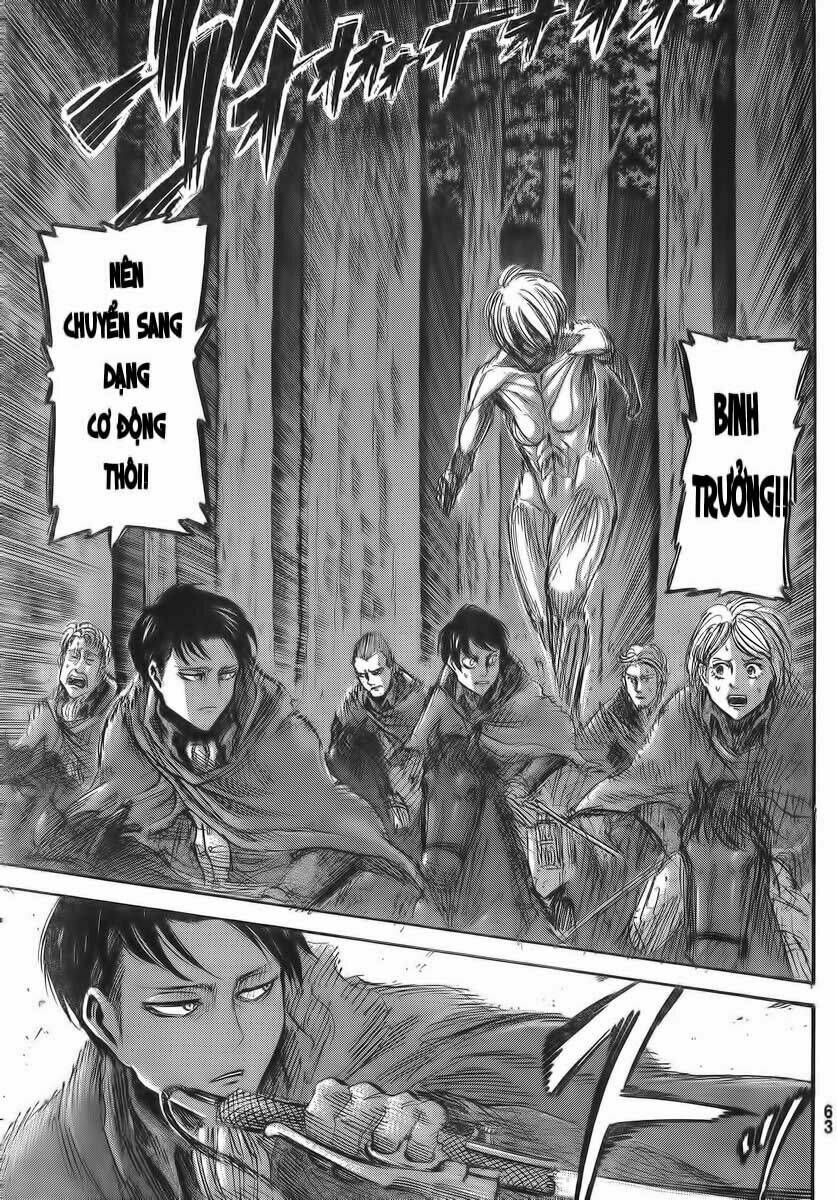 BINH
TRƯỞNG!!
NÊN
CHUYỂN SANG
DẠNG
CƠ ĐỘNG
THÔI!!
63